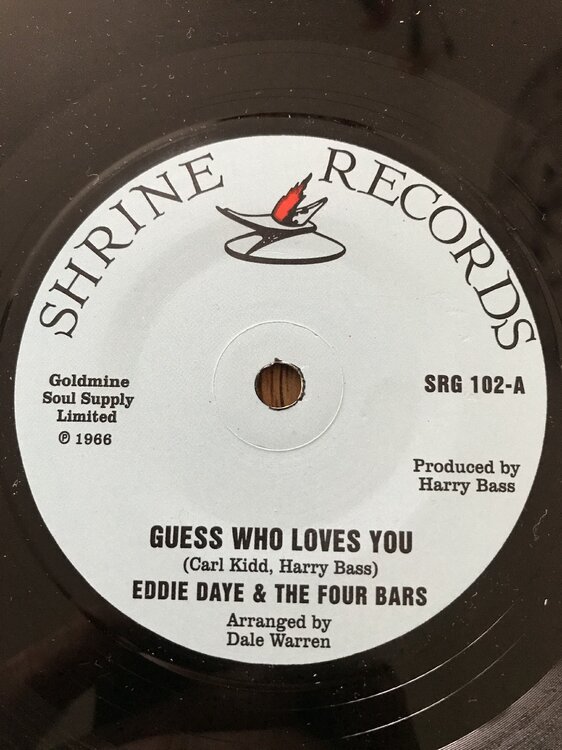 SHRINE RECORDS
Goldmine
Soul Supply
Limited
℗ 1966
SRG 102-A
Produced by
Harry Bass
GUESS WHO LOVES YOU
(Carl Kidd, Harry Bass)
EDDIE DAYE & THE FOUR BARS
Arranged by
Dale Warren